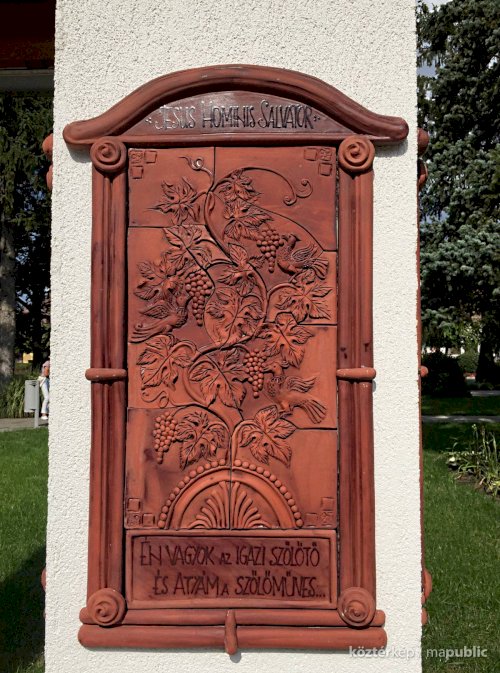 ·JESUS HOMINIS SALVATOR·
ÉN VAGYOK AZ IGAZI SZŐLŐTŐ
ÉS ATYÁM A SZŐLŐMŰVES...
köztérkép / mapublic